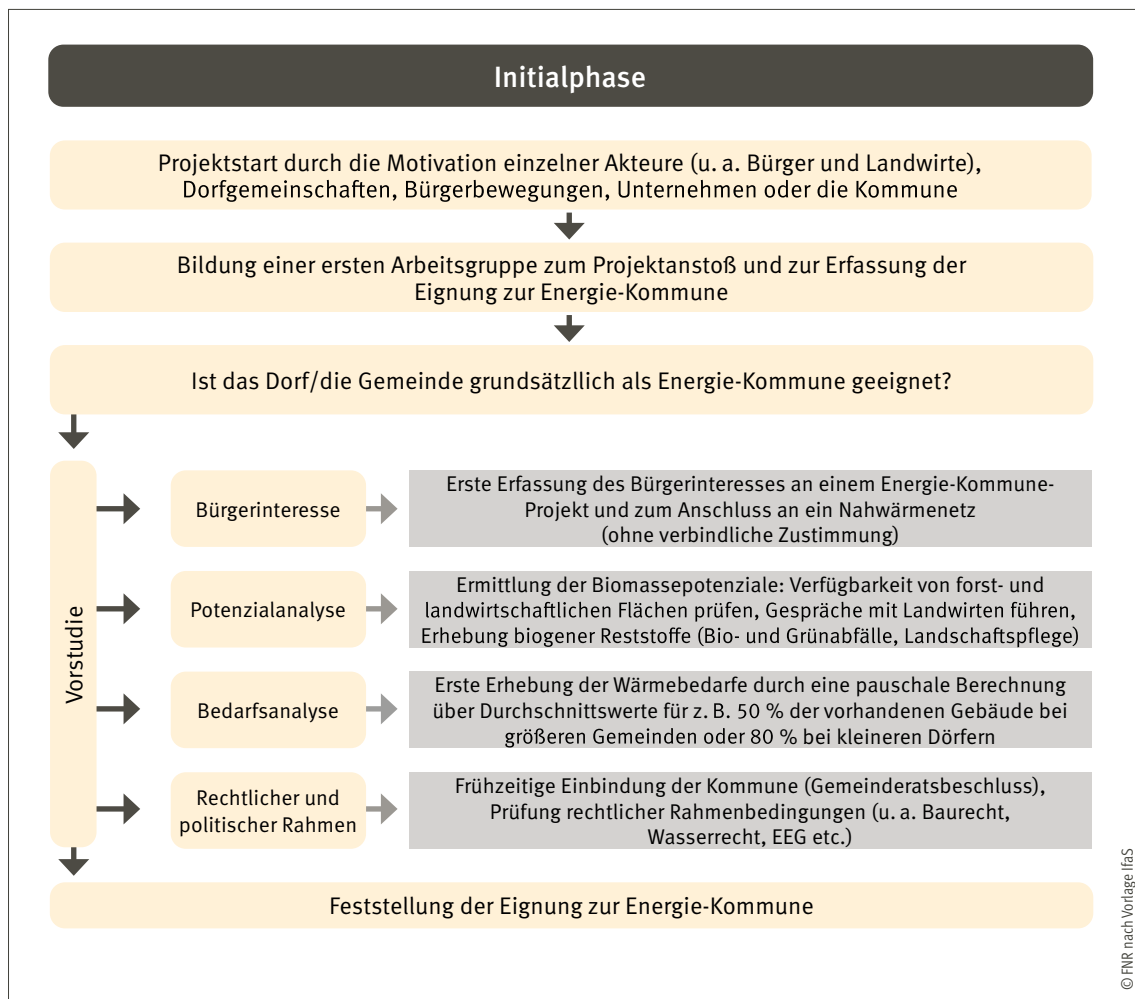 Initialphase
Projektstart durch die Motivation einzelner Akteure (u. a. Bürger und Landwirte),
Dorfgemeinschaften, Bürgerbewegungen, Unternehmen oder die Kommune
Bildung einer ersten Arbeitsgruppe zum Projektanstoß und zur Erfassung der
Eignung zur Energie-Kommune
Ist das Dorf/die Gemeinde grundsätzllich als Energie-Kommune geeignet?
Vorstudie
Bürgerinteresse
Erste Erfassung des Bürgerinteresses an einem Energie-Kommune-
Projekt und zum Anschluss an ein Nahwärmenetz
(ohne verbindliche Zustimmung)
Potenzialanalyse
Ermittlung der Biomassepotenziale: Verfügbarkeit von forst- und
landwirtschaftlichen Flächen prüfen, Gespräche mit Landwirten führen,
Erhebung biogener Reststoffe (Bio- und Grünabfälle, Landschaftspflege)
Bedarfsanalyse
Erste Erhebung der Wärmebedarfe durch eine pauschale Berechnung
über Durchschnittswerte für z. B. 50 % der vorhandenen Gebäude bei
größeren Gemeinden oder 80 % bei kleineren Dörfern
Rechtlicher und
politischer Rahmen
Frühzeitige Einbindung der Kommune (Gemeinderatsbeschluss),
Prüfung rechtlicher Rahmenbedingungen (u. a. Baurecht,
Wasserrecht, EEG etc.)
Feststellung der Eignung zur Energie-Kommune
© FNR nach Vorlage IfaS